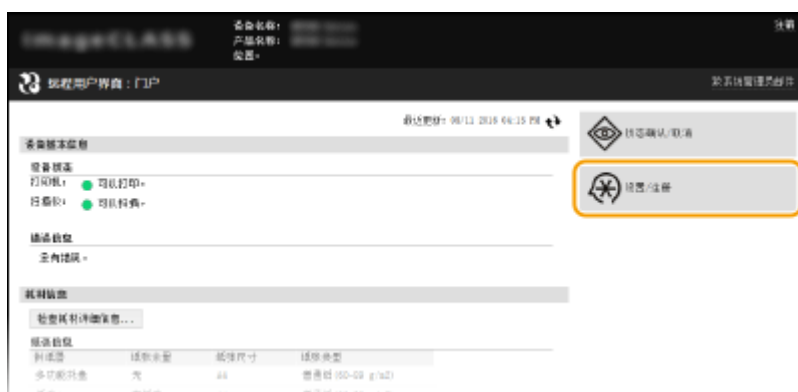 imageCLASS
设备名称:
产品名称:
位置:
注销
远程用户界面:门户
致系统管理员邮件
最近更新: 08/11 2016 04:15 PM
设备基本信息
设备状态
打印机: 可以打印。
扫描仪: 可以扫描。
错误信息
没有错误。
耗材信息
检查耗材详细信息...
纸张信息
纸张余量 纸张尺寸 纸张类型
多功能托盘 无 A4 普通纸 (60-89 g/m2)
状态确认/取消
设置/注册